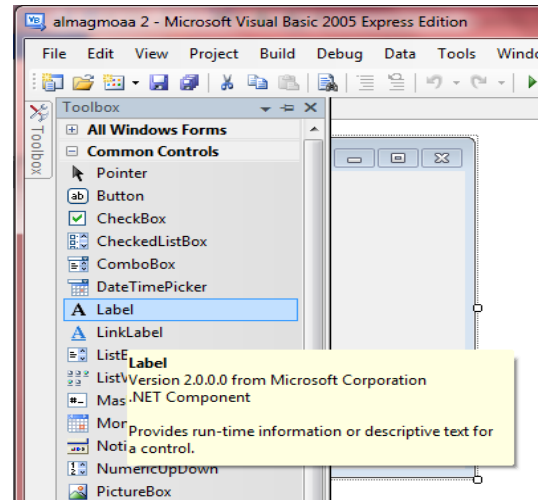 almagmoaa 2 - Microsoft Visual Basic 2005 Express Edition
File Edit View Project Build Debug Data Tools
Toolbox
Toolbox
All Windows Forms
Common Controls
Pointer
ab Button
CheckBox
CheckedListBox
ComboBox
DateTimePicker
A Label
A LinkLabel
Label
Version 2.0.0.0 from Microsoft Corporation
.NET Component
Provides run-time information or descriptive text for
a control.
NumericUpDown
PictureBox